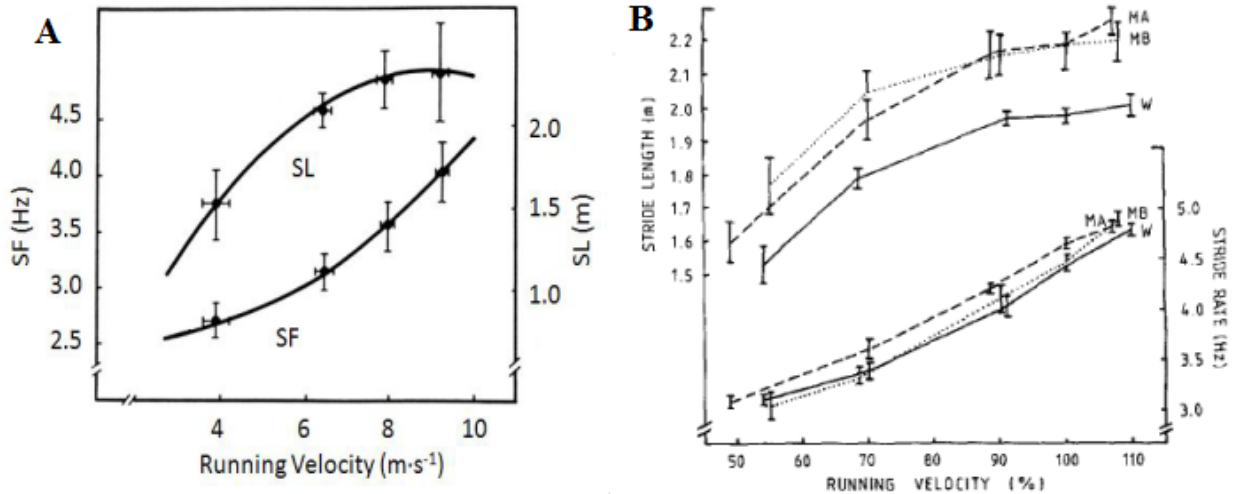 A
SF (Hz)
4.5
3.0
4.0
3.5
3.0
2.5
SL
SF
2.0
1.5
1.0
SL (m)
4 6 8 10
Running Velocity (m·s-1)
B
STRIDE LENGTH (m)
2.2
2.1
2.0
1.9
1.8
1.7
1.6
1.5
MA
MB
W
MA
MB
W
5.0
4.5
4.0
3.5
3.0
STRIDE RATE (Hz)
50 60 70 80 90 100 110
RUNNING VELOCITY (%)